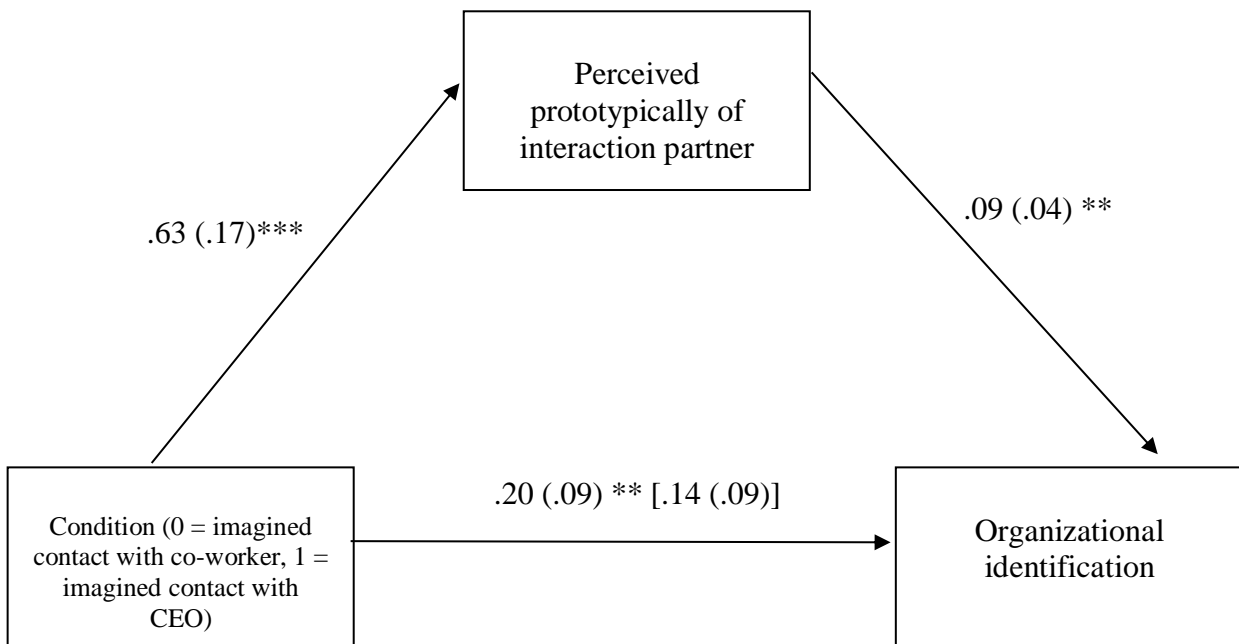 Perceived
prototypically of
interaction partner
.63 (.17)***
.09 (.04) **
.20 (.09) ** [.14 (.09)]
Condition (0 = imagined
contact with co-worker, 1 =
imagined contact with
CEO)
Organizational
identification